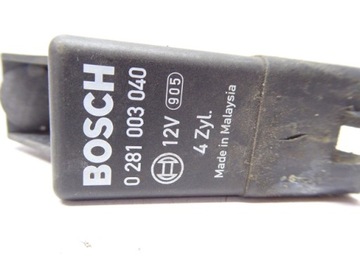 BOSCH
0 281 003 040
12V 905
4 Zyl.
Made in Malaysia